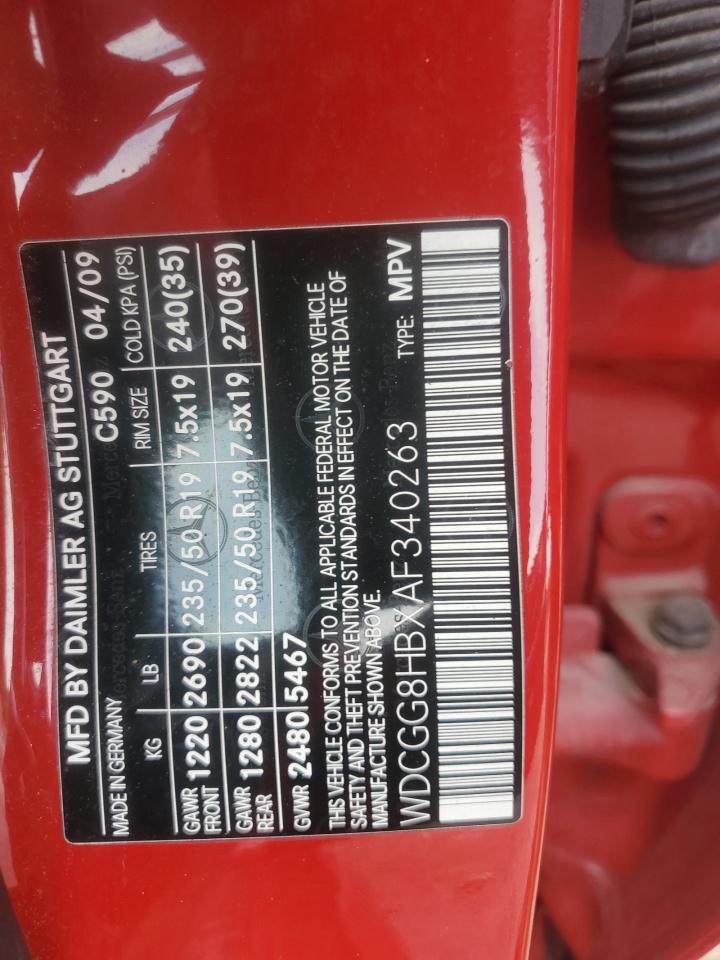 MFD BY DAIMLER AG STUTTGART
MADE IN GERMANY C590 04/09
KG LB TIRES RIM SIZE COLD KPA (PSI)
GAWR FRONT 1220 2690 235/50 R19 7.5x19 240(35)
GAWR REAR 1280 2822 235/50 R19 7.5x19 270(39)
GVWR 2480 5467
THIS VEHICLE CONFORMS TO ALL APPLICABLE FEDERAL MOTOR VEHICLE
SAFETY AND THEFT PREVENTION STANDARDS IN EFFECT ON THE DATE OF
MANUFACTURE SHOWN ABOVE.
WDCGG8HBXAF340263 TYPE: MPV